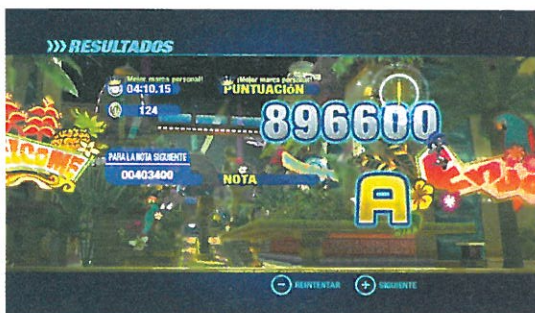 >>> RESULTADOS
¡Mejor marca personal!
04:10.15
124
¡Mejor marca personal!
PUNTUACIÓN
896600
PARA LA NOTA SIGUIENTE
00403400
NOTA
A
− REINTENTAR
+ SIGUIENTE